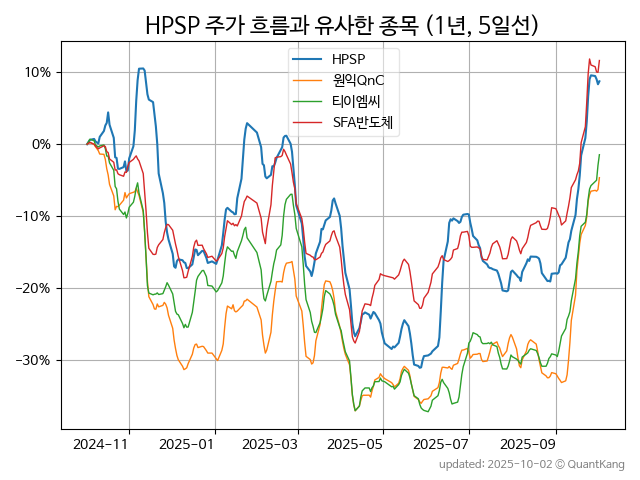 HPSP 주가 흐름과 유사한 종목 (1년, 5일선)
HPSP
원익QnC
티이엠씨
SFA반도체
10%
0%
−10%
−20%
−30%
2024-11
2025-01
2025-03
2025-05
2025-07
2025-09
updated: 2025-10-02 © QuantKang